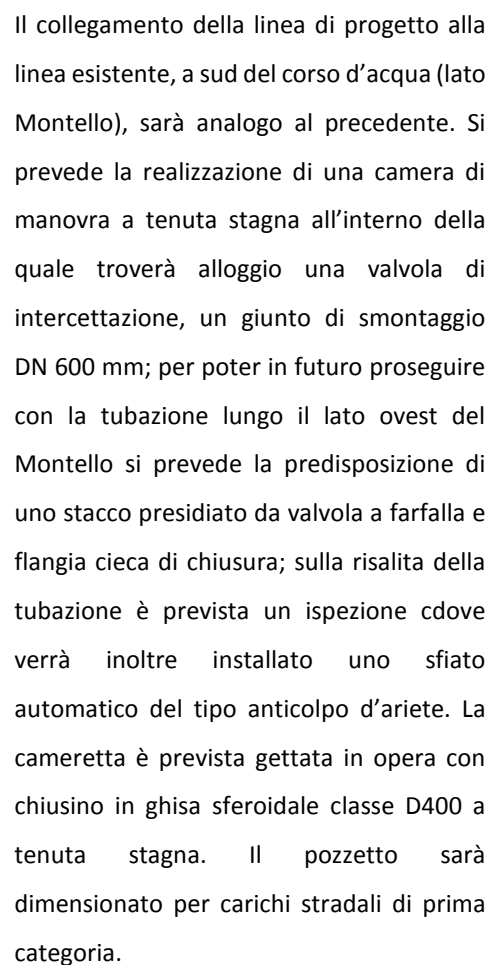 Il collegamento della linea di progetto alla
linea esistente, a sud del corso d’acqua (lato
Montello), sarà analogo al precedente. Si
prevede la realizzazione di una camera di
manovra a tenuta stagna all’interno della
quale troverà alloggio una valvola di
intercettazione, un giunto di smontaggio
DN 600 mm; per poter in futuro proseguire
con la tubazione lungo il lato ovest del
Montello si prevede la predisposizione di
uno stacco presidiato da valvola a farfalla e
flangia cieca di chiusura; sulla risalita della
tubazione è prevista un ispezione cdove
verrà inoltre installato uno sfiato
automatico del tipo anticolpo d’ariete. La
cameretta è prevista gettata in opera con
chiusino in ghisa sferoidale classe D400 a
tenuta stagna. Il pozzetto sarà
dimensionato per carichi stradali di prima
categoria.